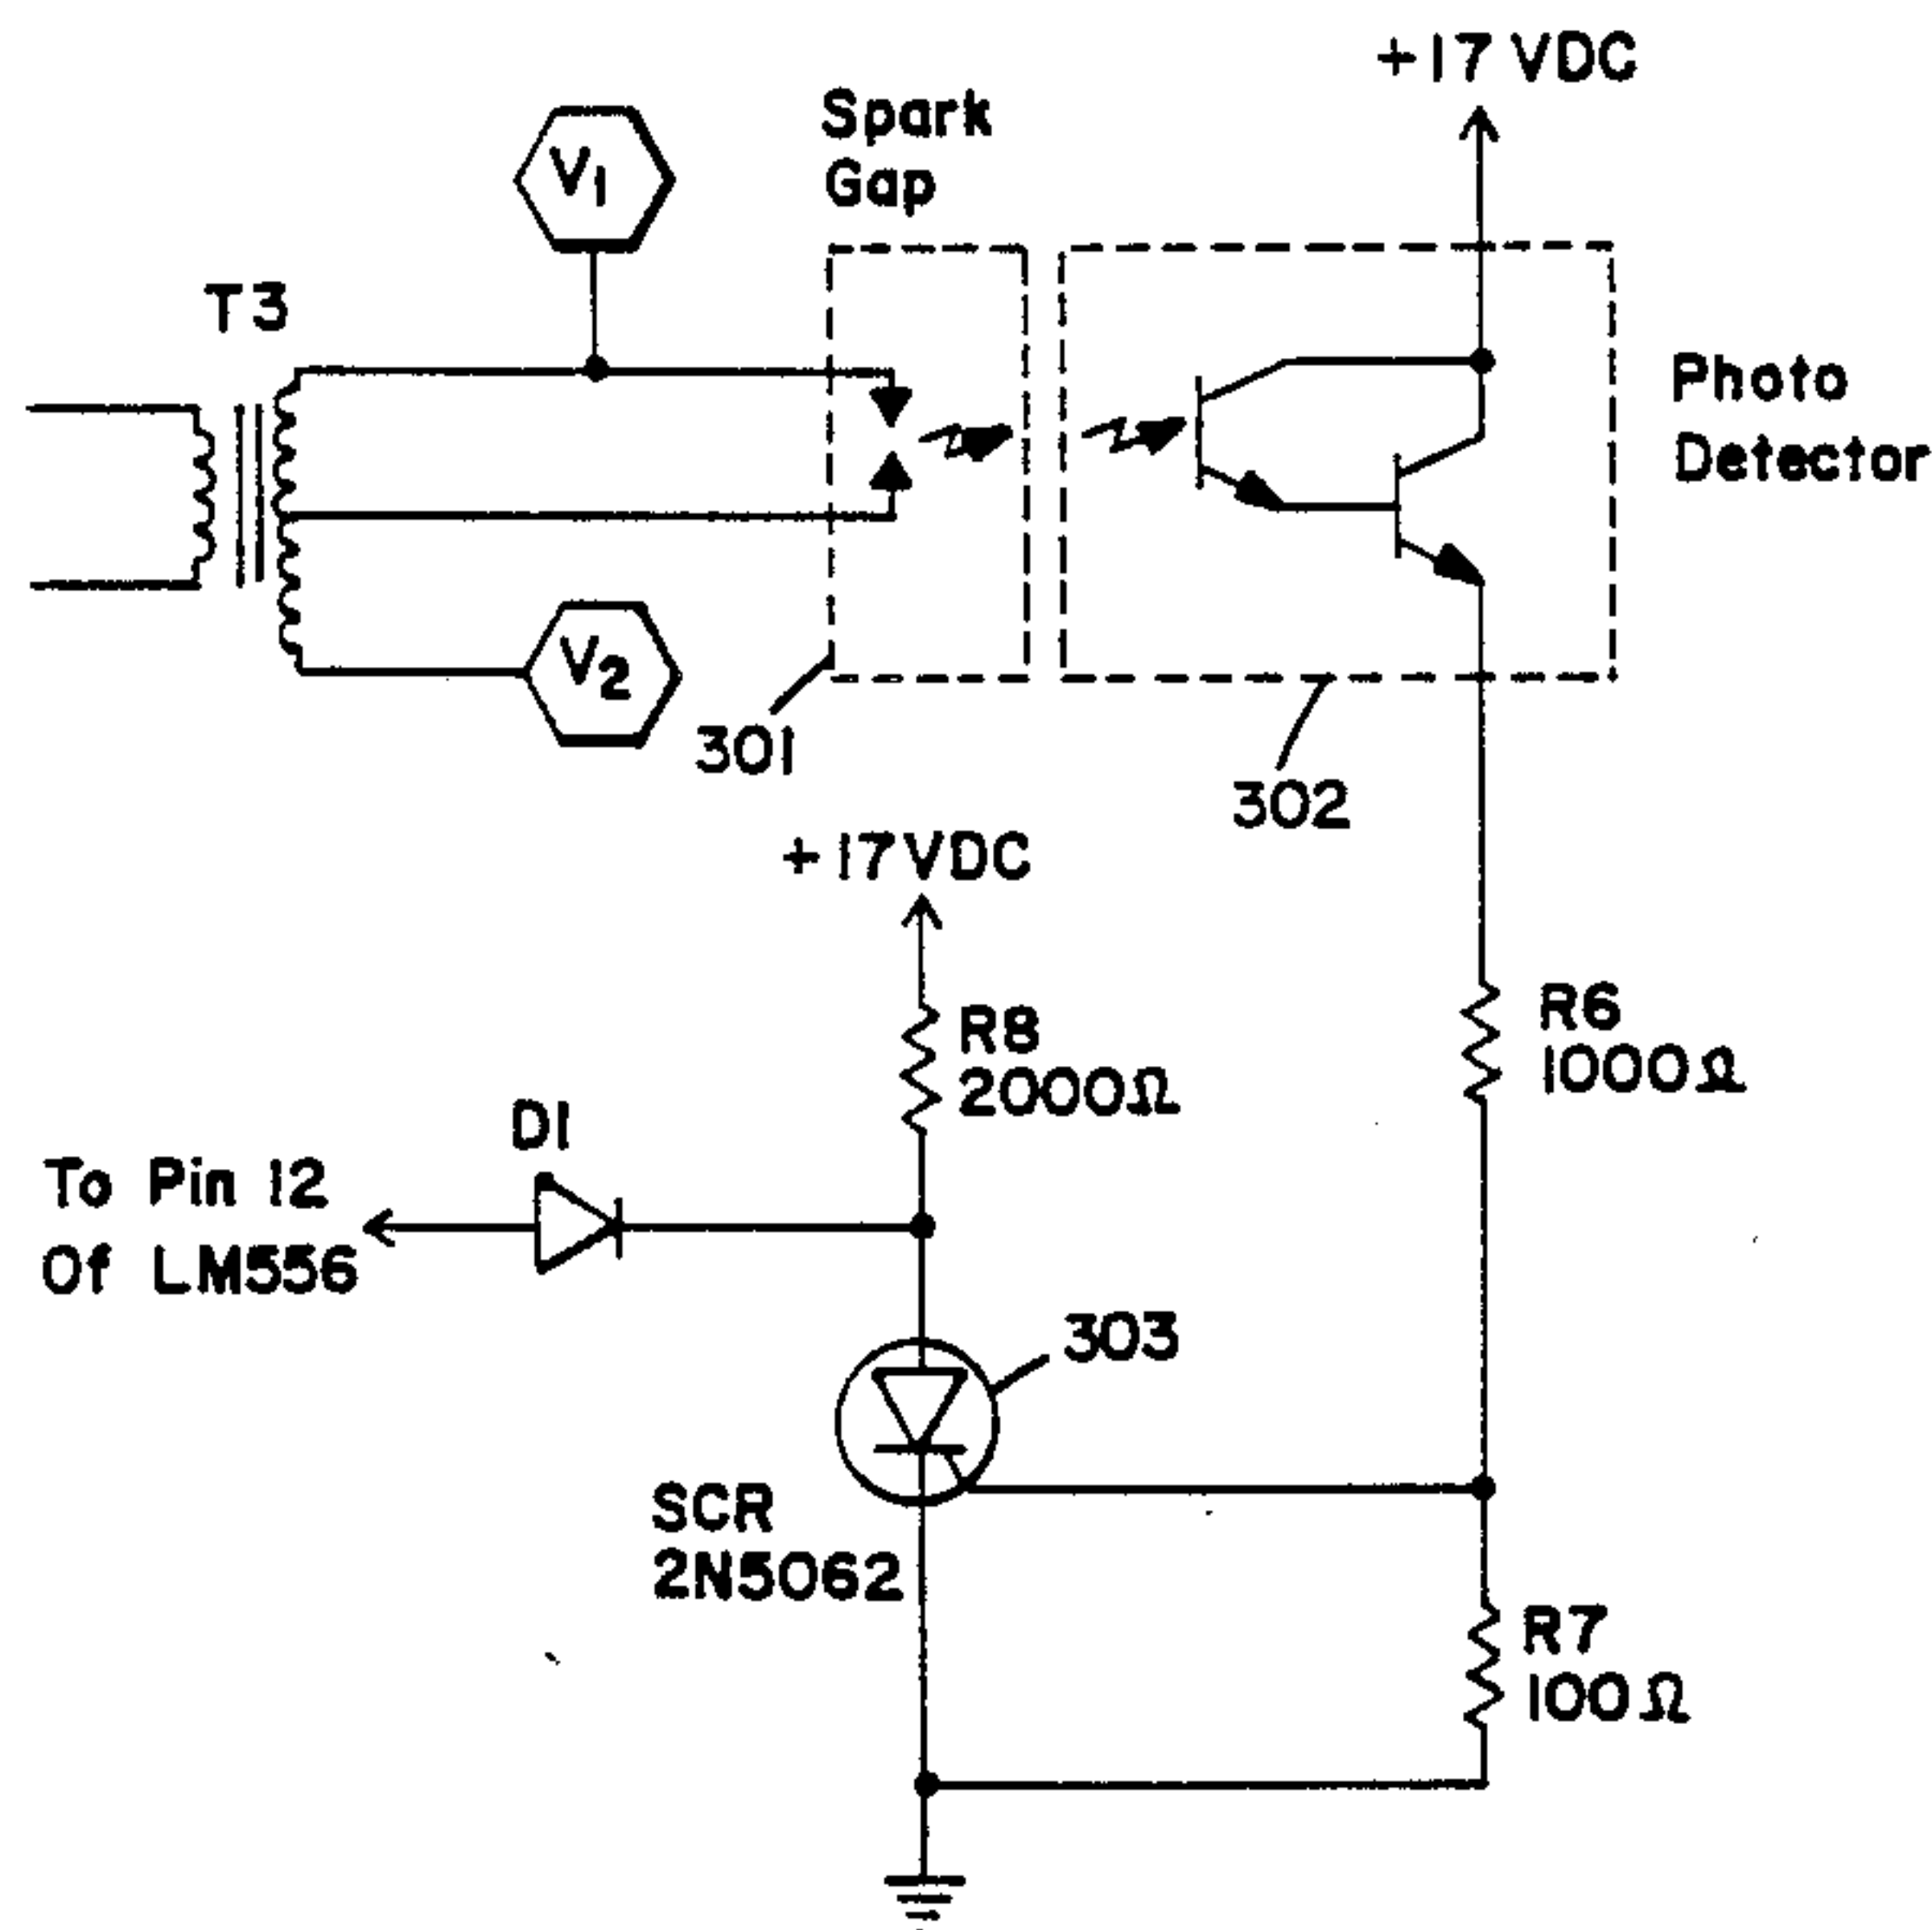 +17 VDC
Spark
Gap
V1
T3
Photo
Detector
V2
301
302
+17VDC
R8
2000Ω
R6
1000Ω
D1
To Pin 12
Of LM556
303
SCR
2N5062
R7
100Ω